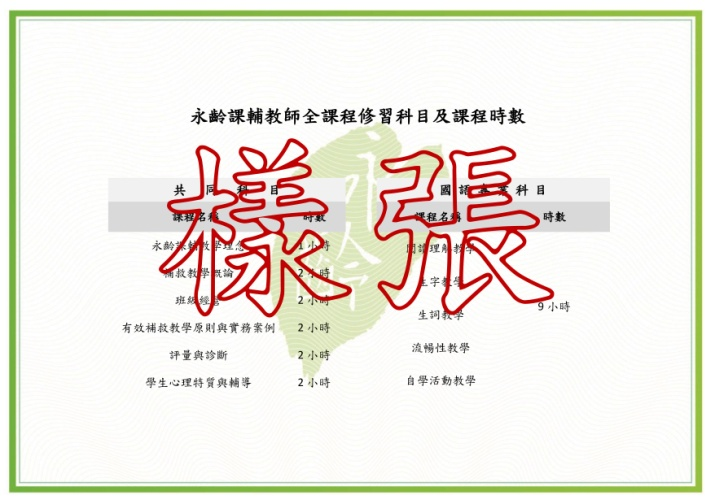 永齡課輔教師全課程修習科目及課程時數
共同科目
課程名稱 時數
永齡課輔教學理念 1 小時
補救教學概論 2 小時
班級經營 2 小時
有效補救教學原則與實務案例 2 小時
評量與診斷 2 小時
學生心理特質與輔導 2 小時
國語專業科目
課程名稱 時數
閱讀理解教學
生字教學
生詞教學
流暢性教學
自學活動教學
9 小時
樣張
永齡